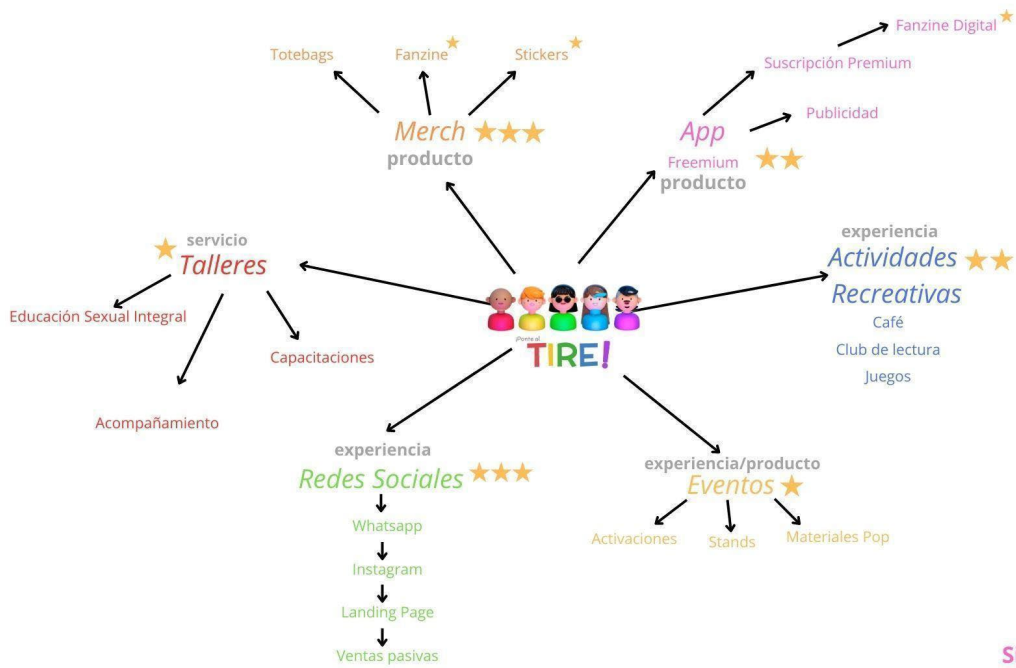 Fanzine Digital
Totebags
Fanzine
Stickers
Suscripción Premium
Publicidad
Merch
producto
App
Freemium
producto
servicio
Talleres
Educación Sexual Integral
Capacitaciones
Acompañamiento
experiencia
Actividades
Recreativas
Café
Club de lectura
Juegos
¡Ponte al
TIRE!
experiencia
Redes Sociales
Whatsapp
Instagram
Landing Page
Ventas pasivas
experiencia/producto
Eventos
Activaciones
Stands
Materiales Pop